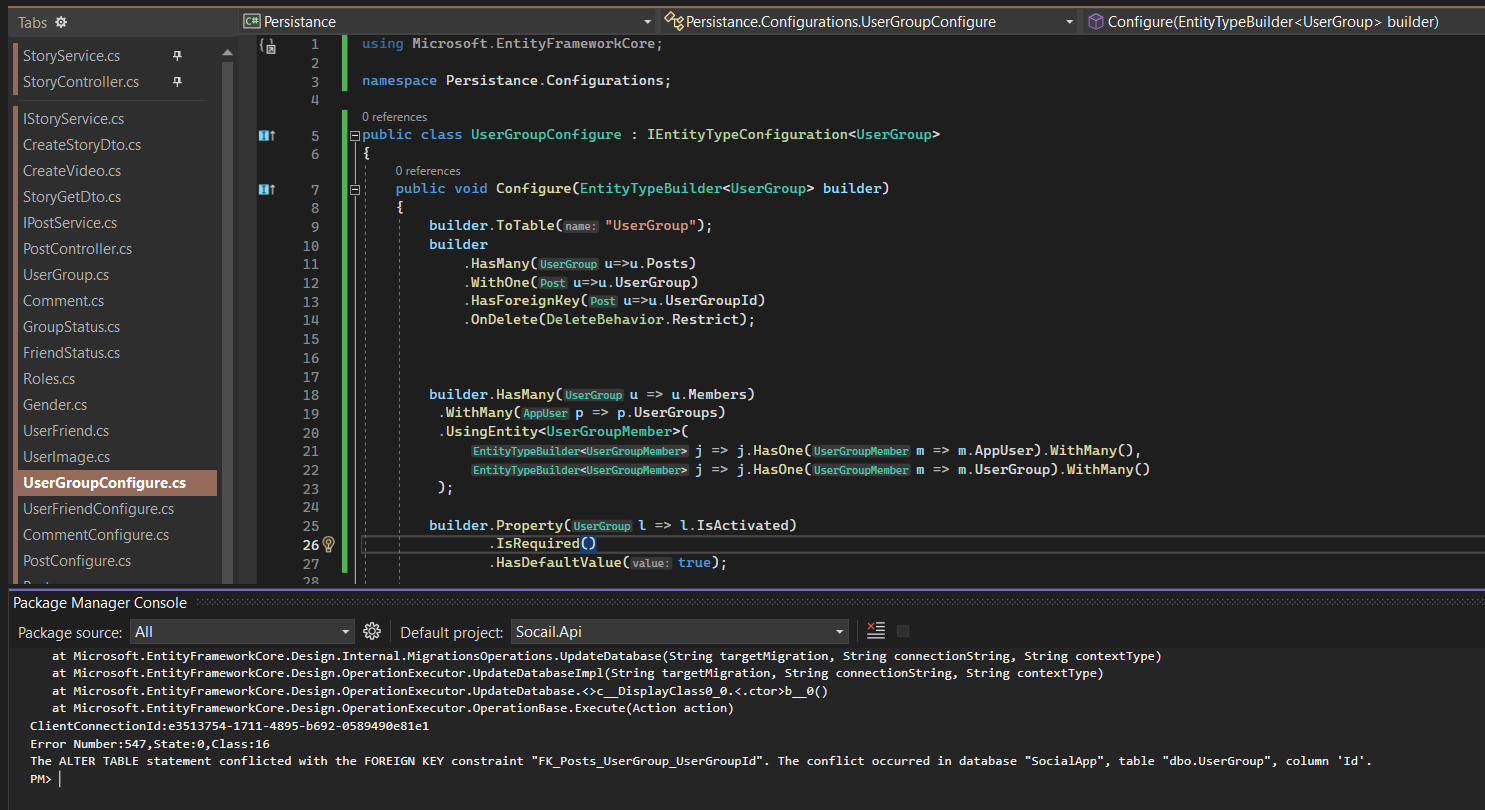 Tabs
Persistance
Persistance.Configurations.UserGroupConfigure
Configure(EntityTypeBuilder<UserGroup> builder)
StoryService.cs
StoryController.cs
IStoryService.cs
CreateStoryDto.cs
CreateVideo.cs
StoryGetDto.cs
IPostService.cs
PostController.cs
UserGroup.cs
Comment.cs
GroupStatus.cs
FriendStatus.cs
Roles.cs
Gender.cs
UserFriend.cs
UserImage.cs
UserGroupConfigure.cs
UserFriendConfigure.cs
CommentConfigure.cs
PostConfigure.cs
1 using Microsoft.EntityFrameworkCore;
2
3 namespace Persistance.Configurations;
4
0 references
5 public class UserGroupConfigure : IEntityTypeConfiguration<UserGroup>
6 {
0 references
7 public void Configure(EntityTypeBuilder<UserGroup> builder)
8 {
9 builder.ToTable(name: "UserGroup");
10 builder
11 .HasMany(UserGroup u=>u.Posts)
12 .WithOne(Post u=>u.UserGroup)
13 .HasForeignKey(Post u=>u.UserGroupId)
14 .OnDelete(DeleteBehavior.Restrict);
15
16
17
18 builder.HasMany(UserGroup u => u.Members)
19 .WithMany(AppUser p => p.UserGroups)
20 .UsingEntity<UserGroupMember>(
21 EntityTypeBuilder<UserGroupMember> j => j.HasOne(UserGroupMember m => m.AppUser).WithMany(),
22 EntityTypeBuilder<UserGroupMember> j => j.HasOne(UserGroupMember m => m.UserGroup).WithMany()
23 );
24
25 builder.Property(UserGroup l => l.IsActivated)
26 .IsRequired()
27 .HasDefaultValue(value: true);
28
Package Manager Console
Package source: All
Default project: Socail.Api
at Microsoft.EntityFrameworkCore.Design.Internal.MigrationsOperations.UpdateDatabase(String targetMigration, String connectionString, String contextType)
at Microsoft.EntityFrameworkCore.Design.OperationExecutor.UpdateDatabaseImpl(String targetMigration, String connectionString, String contextType)
at Microsoft.EntityFrameworkCore.Design.OperationExecutor.UpdateDatabase.<>c__DisplayClass0_0.<.ctor>b__0()
at Microsoft.EntityFrameworkCore.Design.OperationExecutor.OperationBase.Execute(Action action)
ClientConnectionId:e3513754-1711-4895-b692-0589490e81e1
Error Number:547,State:0,Class:16
The ALTER TABLE statement conflicted with the FOREIGN KEY constraint "FK_Posts_UserGroup_UserGroupId". The conflict occurred in database "SocialApp", table "dbo.UserGroup", column 'Id'.
PM>